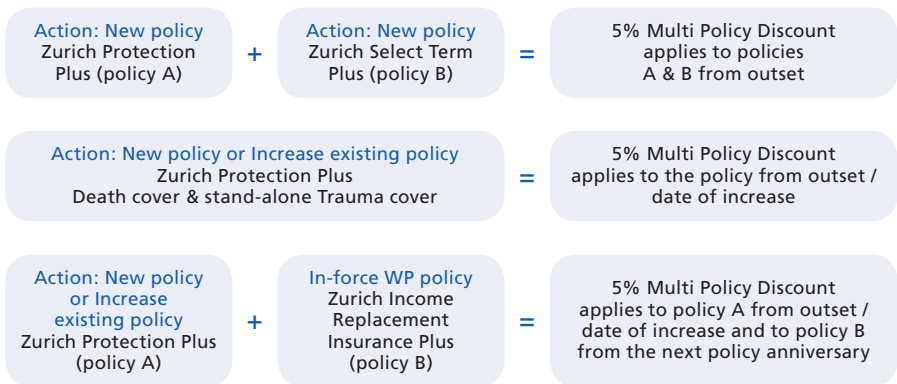 Action: New policy
Zurich Protection
Plus (policy A)
+
Action: New policy
Zurich Select Term
Plus (policy B)
=
5% Multi Policy Discount
applies to policies
A & B from outset
Action: New policy or Increase existing policy
Zurich Protection Plus
Death cover & stand-alone Trauma cover
=
5% Multi Policy Discount
applies to the policy from outset /
date of increase
Action: New policy
or Increase
existing policy
Zurich Protection Plus
(policy A)
+
In-force WP policy
Zurich Income
Replacement
Insurance Plus
(policy B)
=
5% Multi Policy Discount
applies to policy A from outset /
date of increase and to policy B
from the next policy anniversary